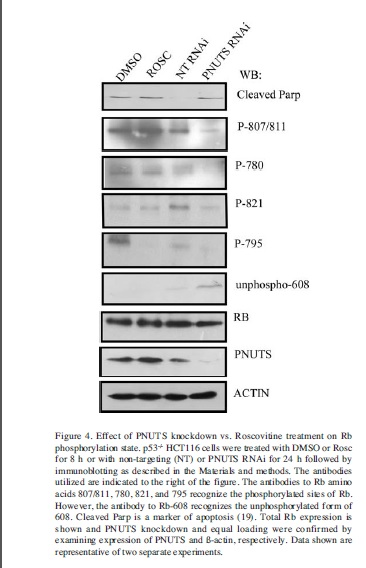 DMSO ROSC NT RNAi PNUTS RNAi
WB:
Cleaved Parp
P-807/811
P-780
P-821
P-795
unphospho-608
RB
PNUTS
ACTIN
Figure 4. Effect of PNUTS knockdown vs. Roscovitine treatment on Rb
phosphorylation state. p53-/- HCT116 cells were treated with DMSO or Rosc
for 8 h or with non-targeting (NT) or PNUTS RNAi for 24 h followed by
immunoblotting as described in the Materials and methods. The antibodies
utilized are indicated to the right of the figure. The antibodies to Rb amino
acids 807/811, 780, 821, and 795 recognize the phosphorylated sites of Rb.
However, the antibody to Rb-608 recognizes the unphosphorylated form of
608. Cleaved Parp is a marker of apoptosis (19). Total Rb expression is
shown and PNUTS knockdown and equal loading were confirmed by
examining expression of PNUTS and ß-actin, respectively. Data shown are
representative of two separate experiments.